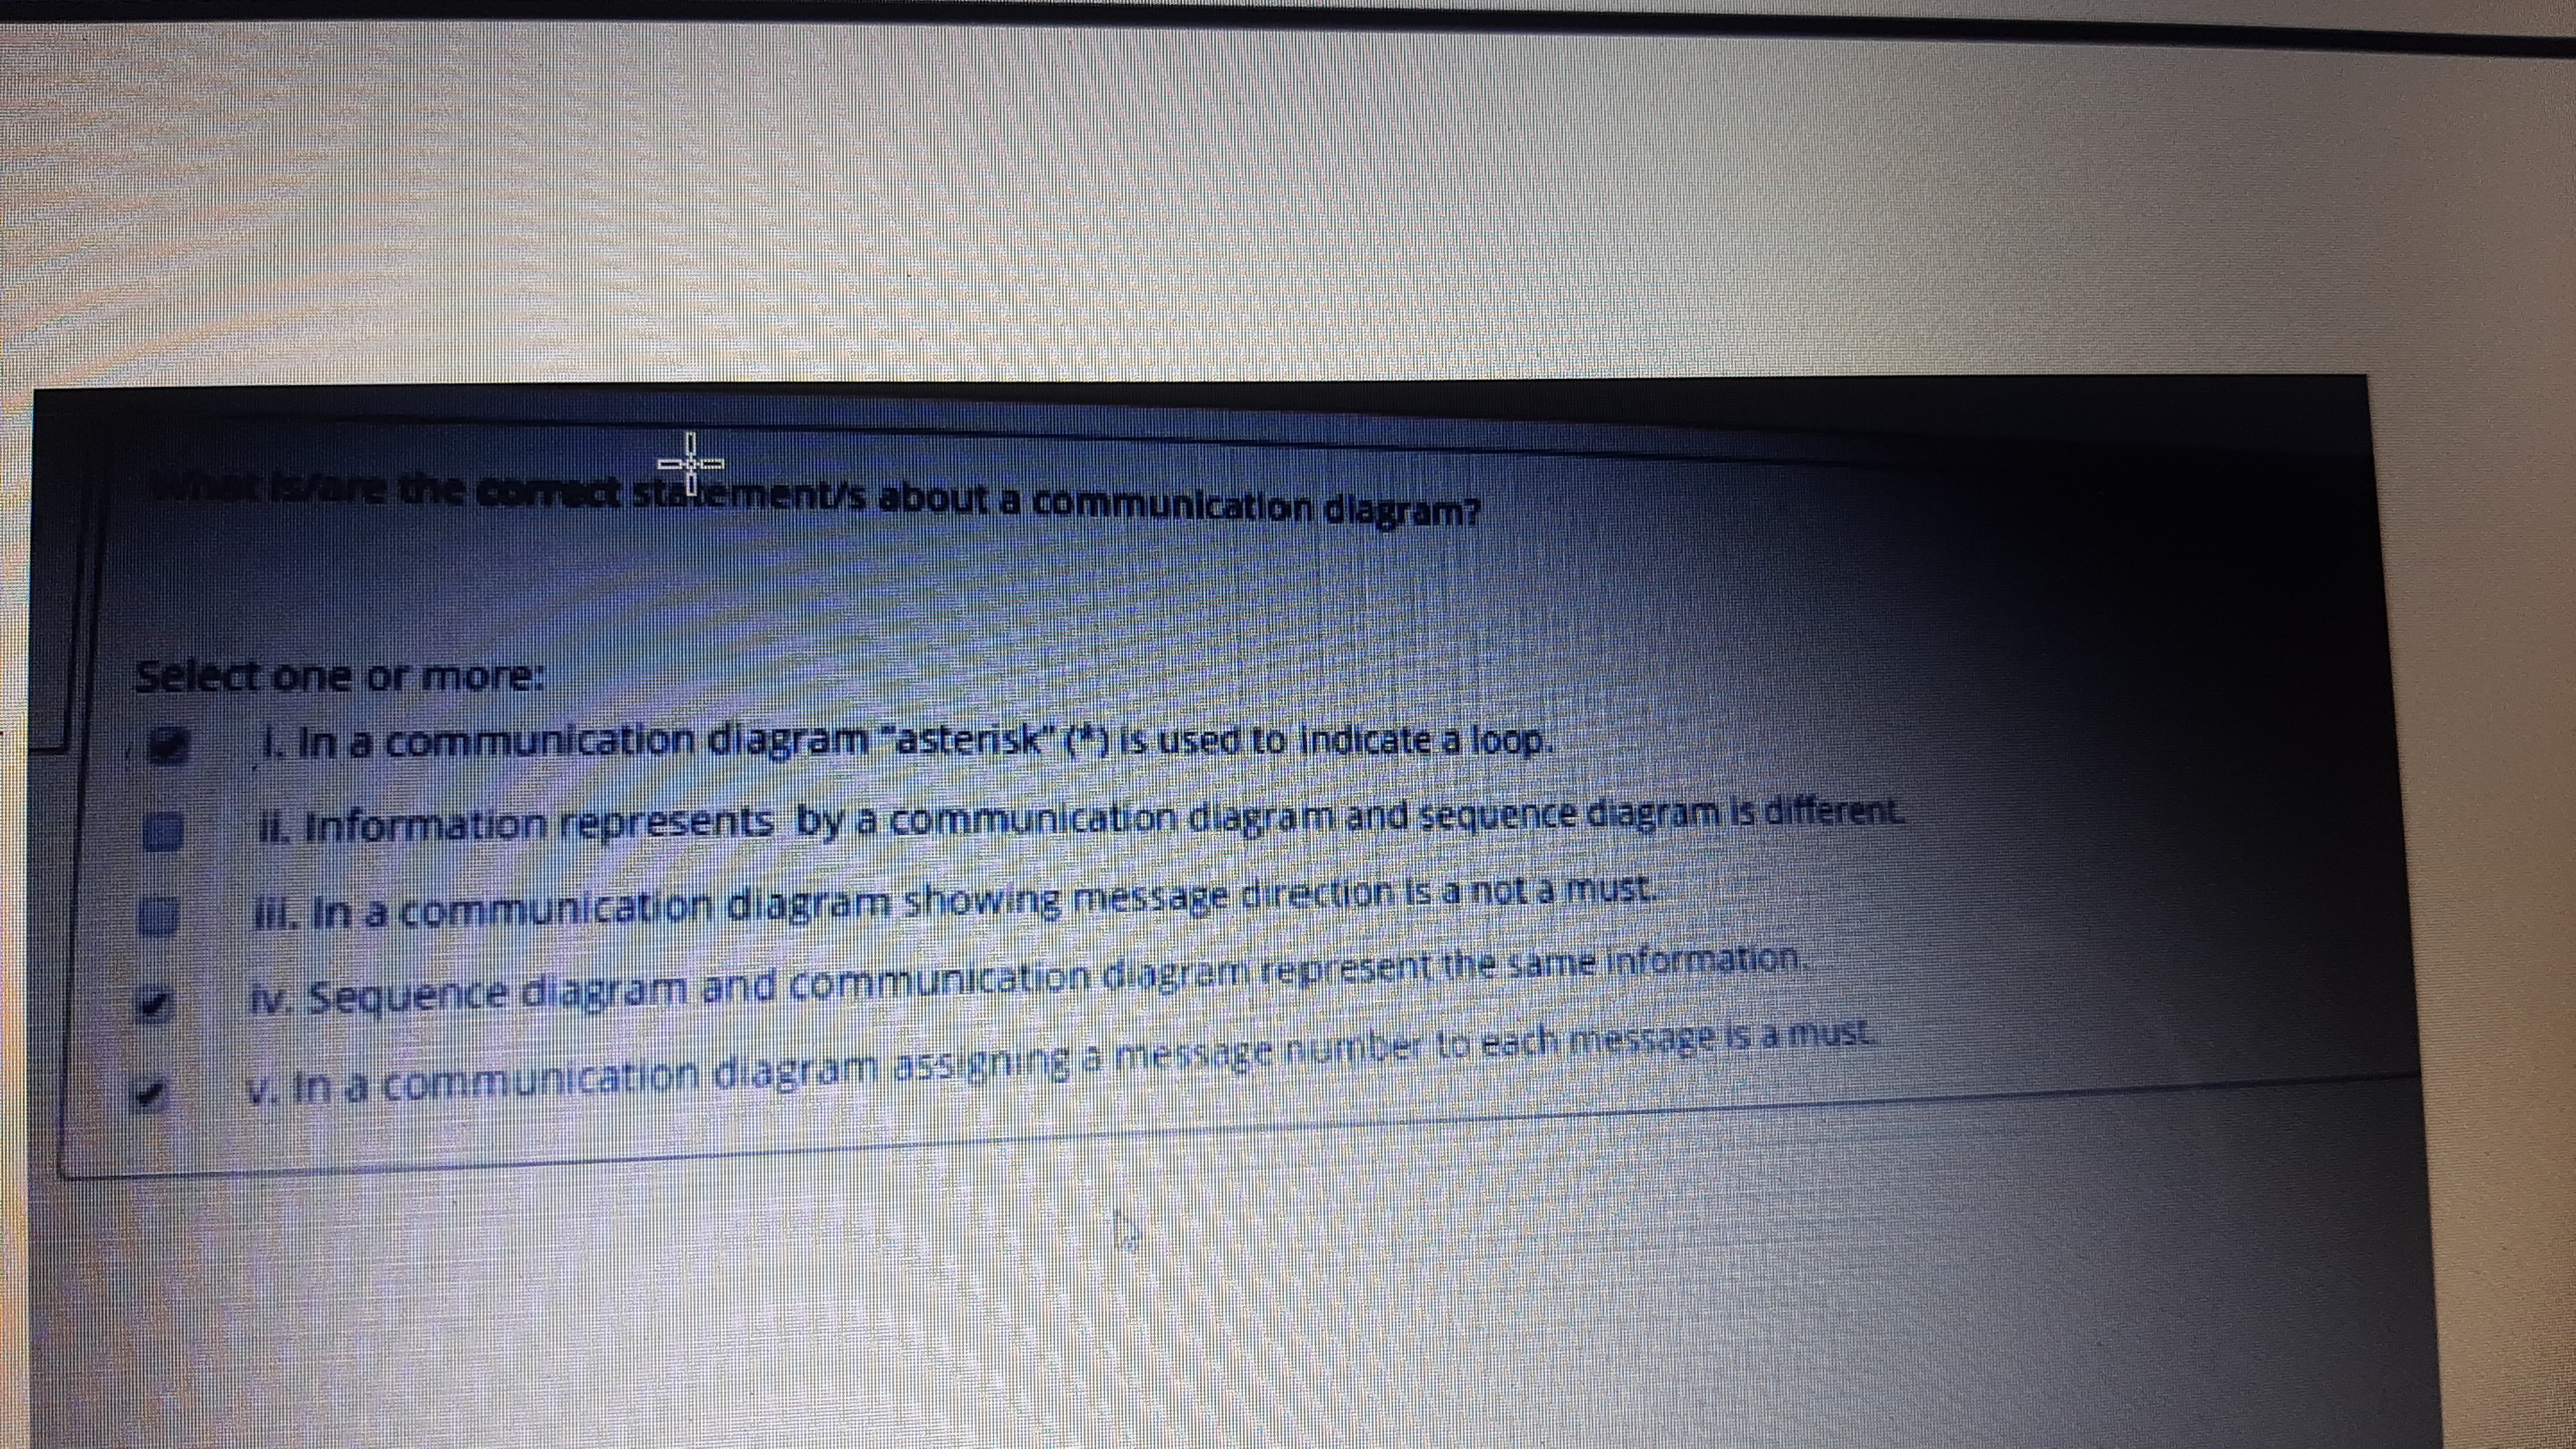 What is/are the correct statement/s about a communication diagram?
Select one or more:
i. In a communication diagram "asterisk" (*) is used to indicate a loop.
ii. Information represents by a communication diagram and sequence diagram is different.
iii. In a communication diagram showing message direction is a not a must.
iv. Sequence diagram and communication diagram represent the same information.
v. In a communication diagram assigning a message number to each message is a must.